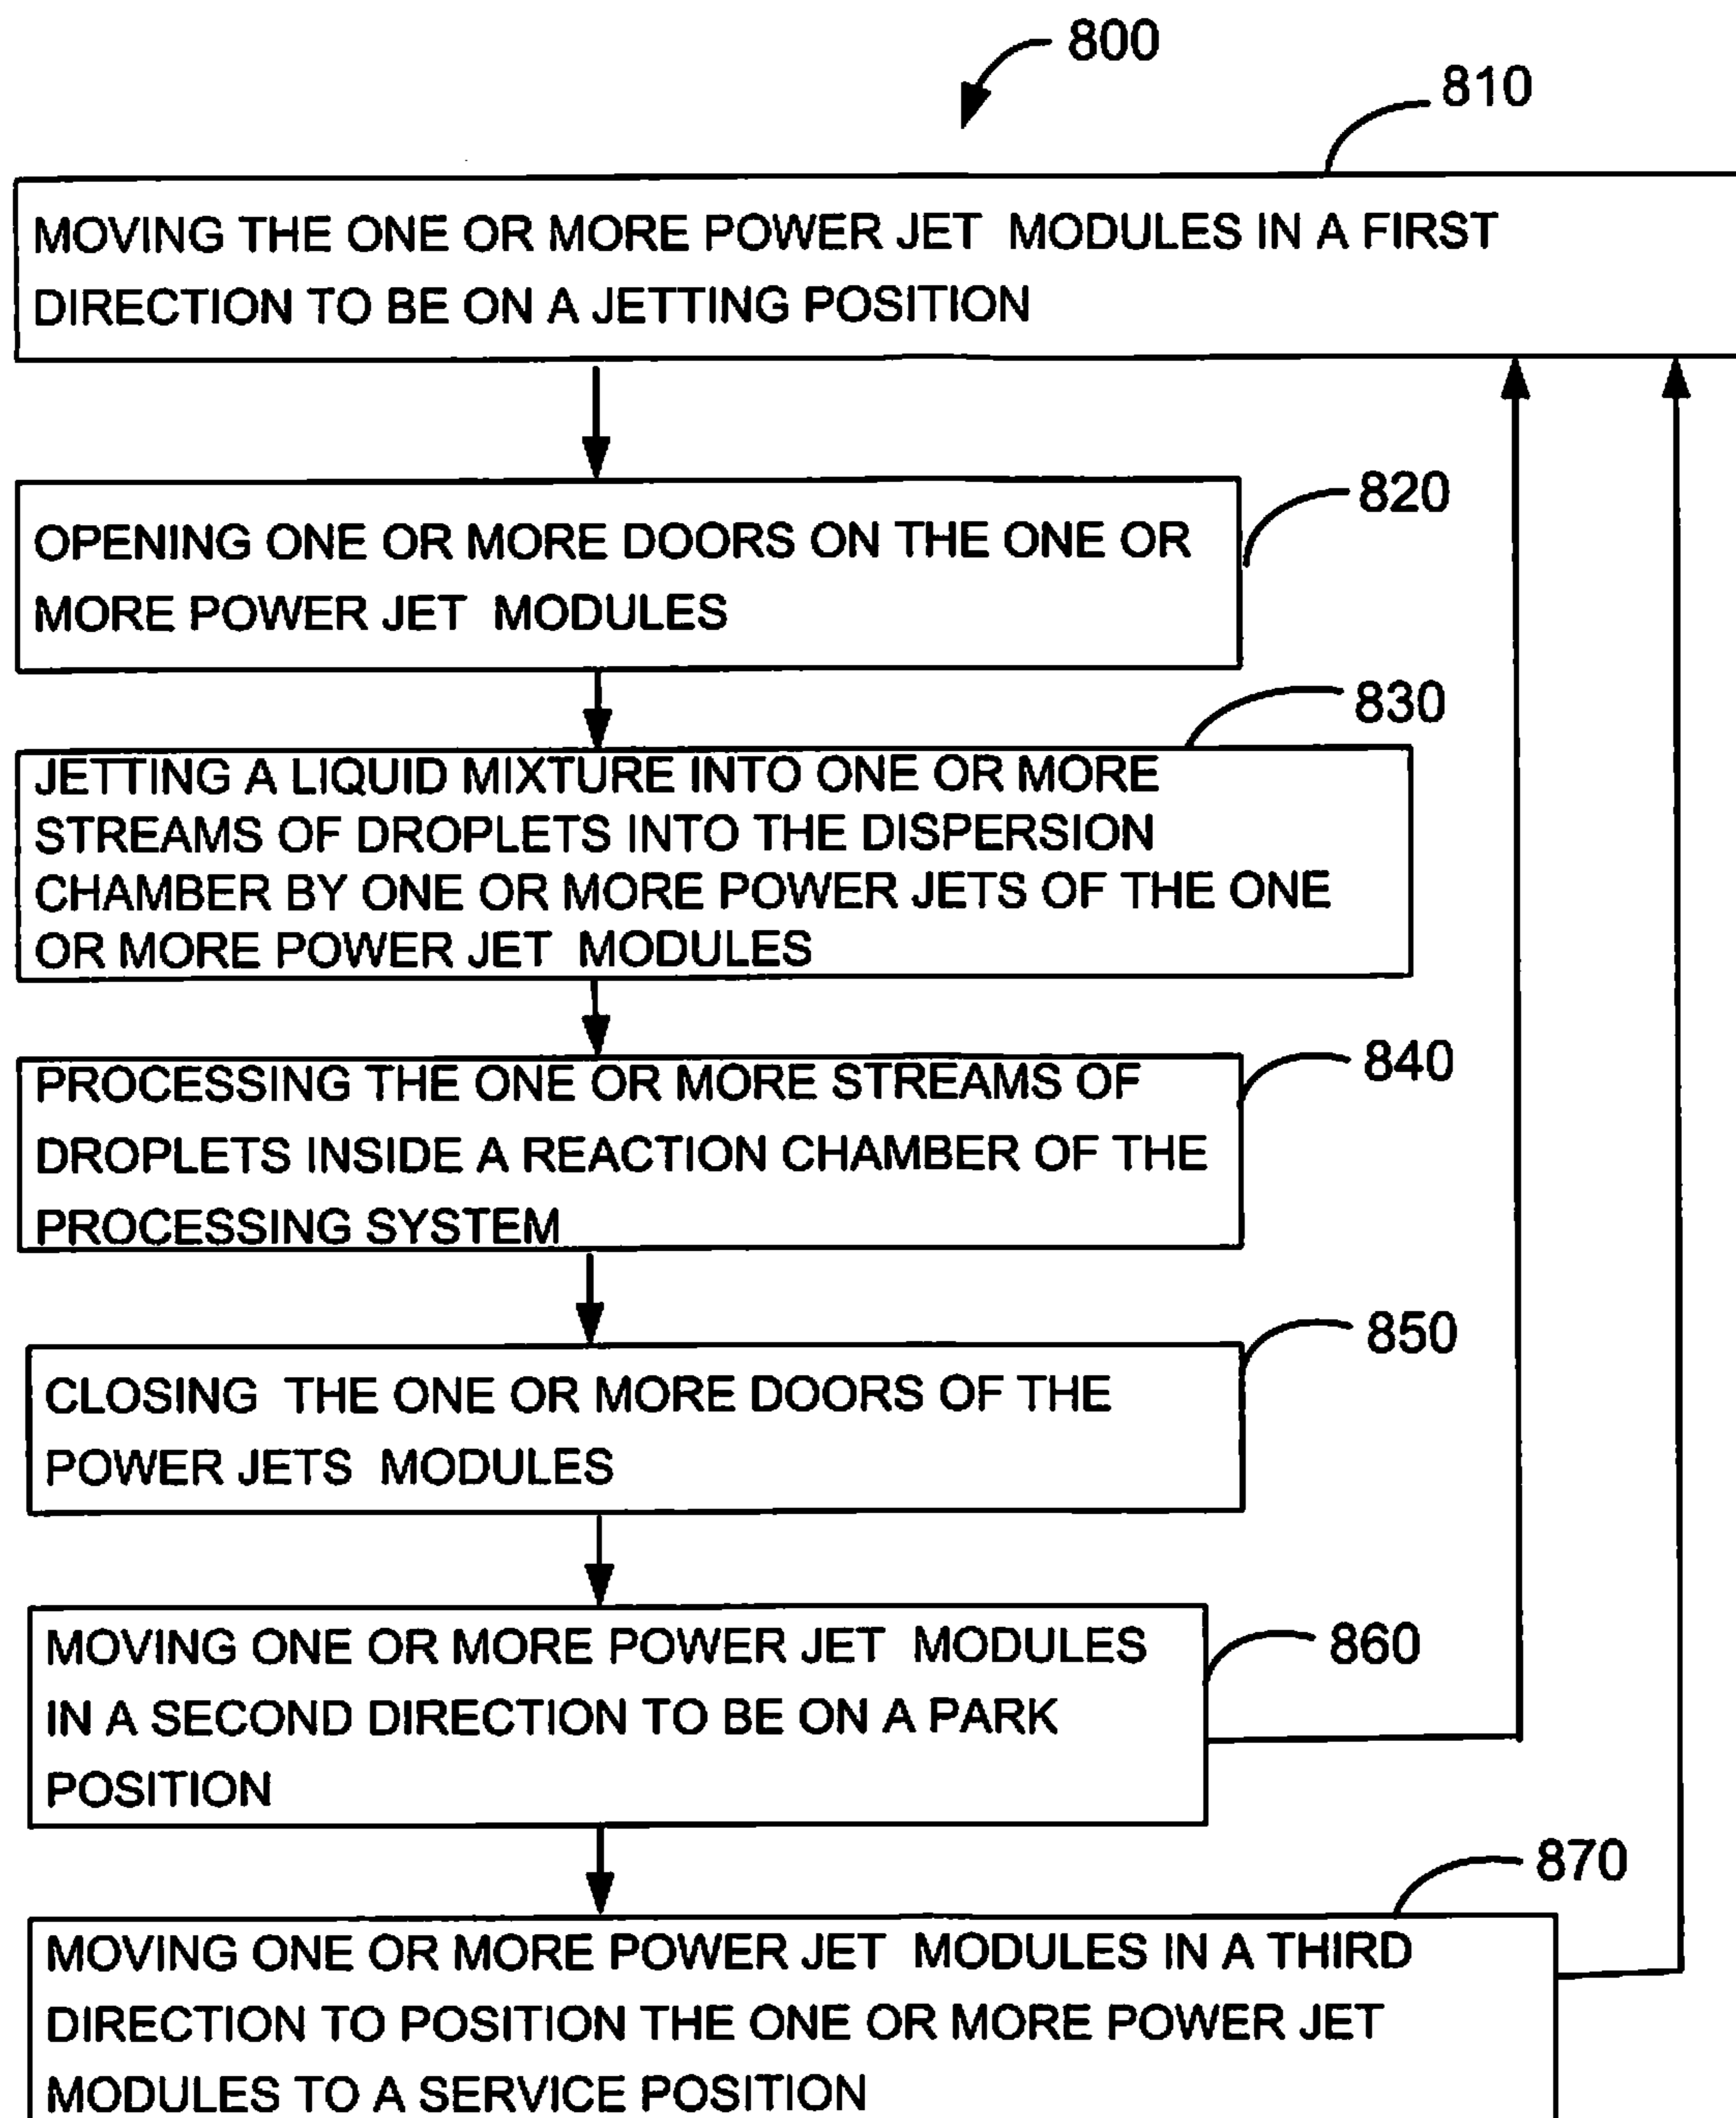 800
810
MOVING THE ONE OR MORE POWER JET MODULES IN A FIRST
DIRECTION TO BE ON A JETTING POSITION
820
OPENING ONE OR MORE DOORS ON THE ONE OR
MORE POWER JET MODULES
830
JETTING A LIQUID MIXTURE INTO ONE OR MORE
STREAMS OF DROPLETS INTO THE DISPERSION
CHAMBER BY ONE OR MORE POWER JETS OF THE ONE
OR MORE POWER JET MODULES
840
PROCESSING THE ONE OR MORE STREAMS OF
DROPLETS INSIDE A REACTION CHAMBER OF THE
PROCESSING SYSTEM
850
CLOSING THE ONE OR MORE DOORS OF THE
POWER JETS MODULES
860
MOVING ONE OR MORE POWER JET MODULES
IN A SECOND DIRECTION TO BE ON A PARK
POSITION
870
MOVING ONE OR MORE POWER JET MODULES IN A THIRD
DIRECTION TO POSITION THE ONE OR MORE POWER JET
MODULES TO A SERVICE POSITION